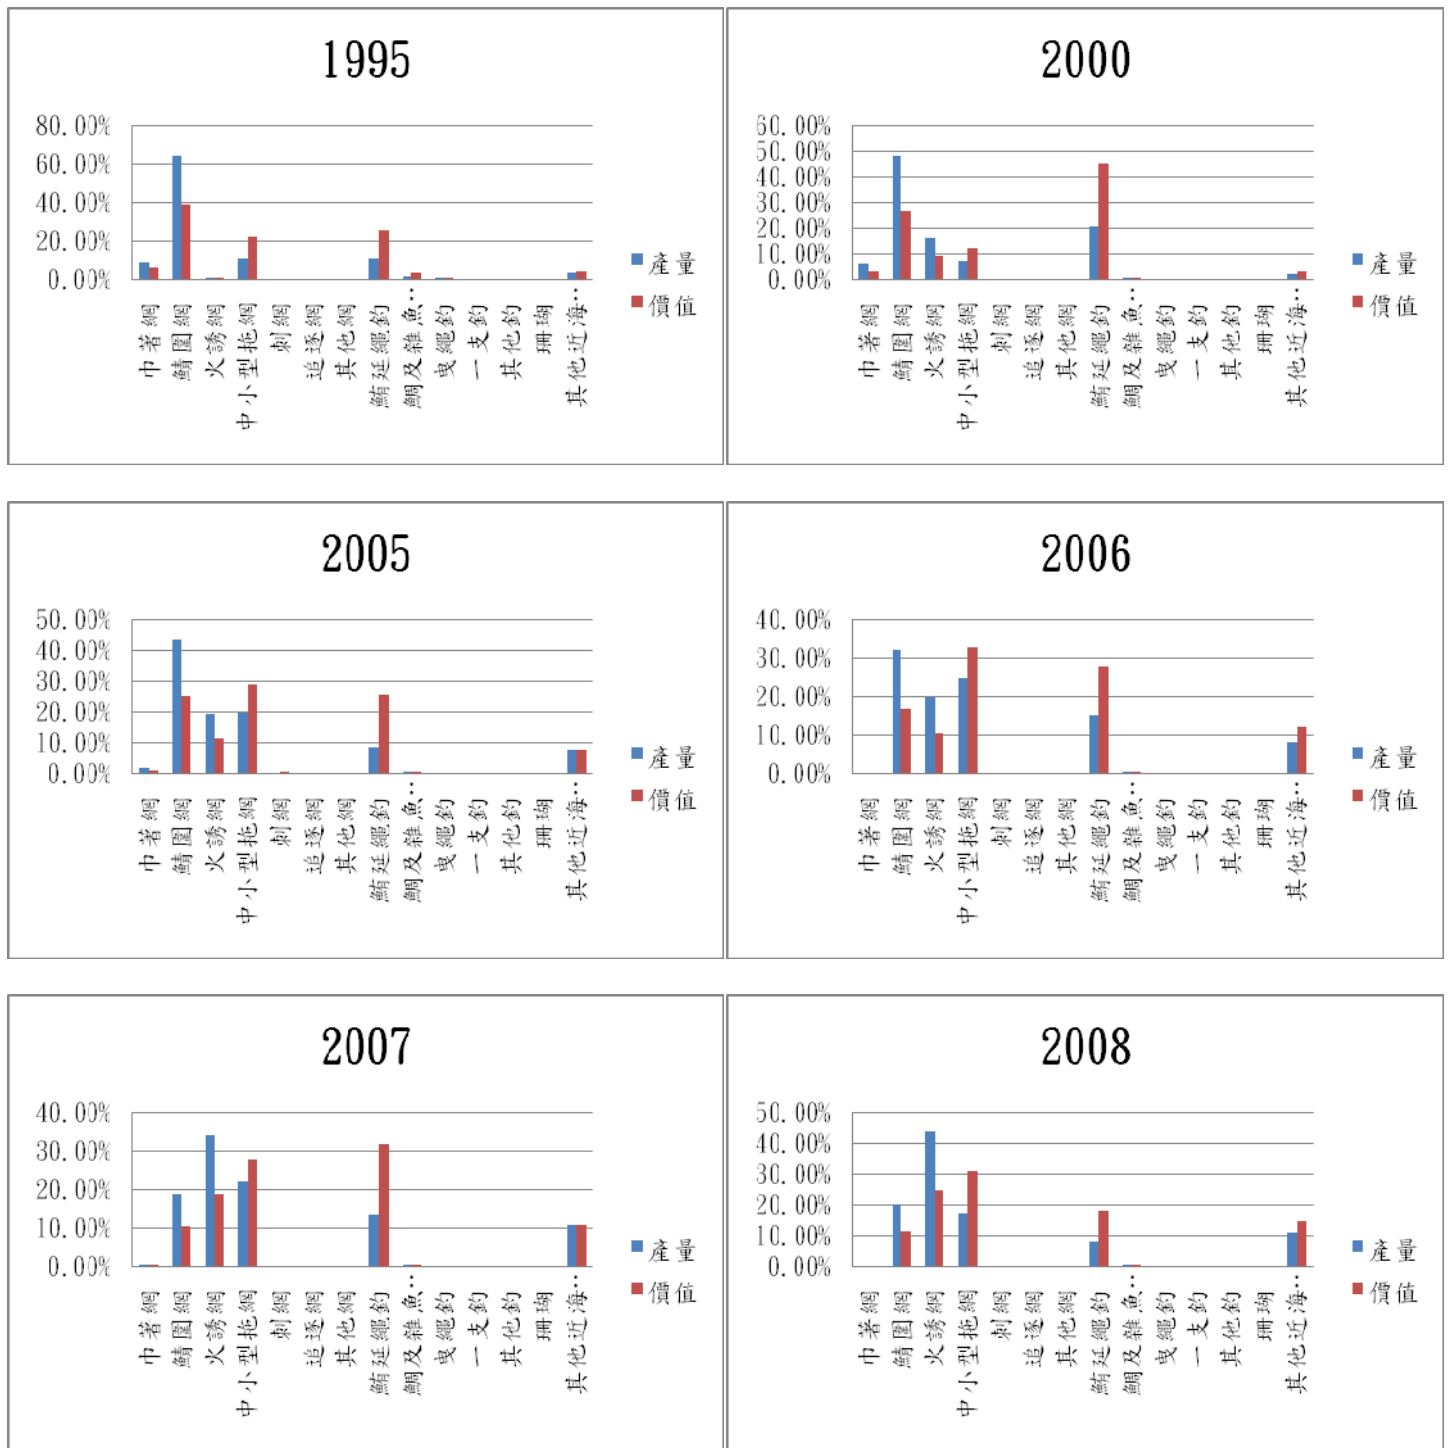 1995
80.00%
60.00%
40.00%
20.00%
0.00%
巾著網
鯖圍網
火誘網
中小型拖網
刺網
追逐網
其他網
鮪延繩釣
鯛及雜魚…
曳繩釣
一支釣
其他釣
珊瑚
其他近海…
產量
價值
2000
60.00%
50.00%
40.00%
30.00%
20.00%
10.00%
0.00%
巾著網
鯖圍網
火誘網
中小型拖網
刺網
追逐網
其他網
鮪延繩釣
鯛及雜魚…
曳繩釣
一支釣
其他釣
珊瑚
其他近海…
產量
價值
2005
50.00%
40.00%
30.00%
20.00%
10.00%
0.00%
巾著網
鯖圍網
火誘網
中小型拖網
刺網
追逐網
其他網
鮪延繩釣
鯛及雜魚…
曳繩釣
一支釣
其他釣
珊瑚
其他近海…
產量
價值
2006
40.00%
30.00%
20.00%
10.00%
0.00%
巾著網
鯖圍網
火誘網
中小型拖網
刺網
追逐網
其他網
鮪延繩釣
鯛及雜魚…
曳繩釣
一支釣
其他釣
珊瑚
其他近海…
產量
價值
2007
40.00%
30.00%
20.00%
10.00%
0.00%
巾著網
鯖圍網
火誘網
中小型拖網
刺網
追逐網
其他網
鮪延繩釣
鯛及雜魚…
曳繩釣
一支釣
其他釣
珊瑚
其他近海…
產量
價值
2008
50.00%
40.00%
30.00%
20.00%
10.00%
0.00%
巾著網
鯖圍網
火誘網
中小型拖網
刺網
追逐網
其他網
鮪延繩釣
鯛及雜魚…
曳繩釣
一支釣
其他釣
珊瑚
其他近海…
產量
價值